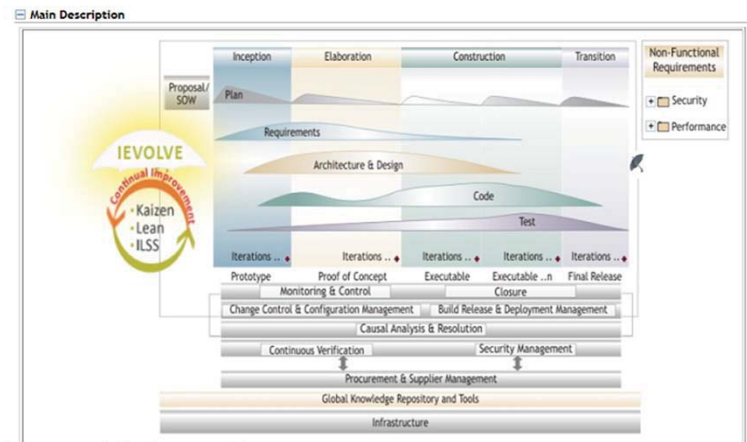 Main Description
Inception
Elaboration
Construction
Transition
Non-Functional
Requirements
Security
Performance
Proposal/
SOW
Plan
Requirements
Architecture & Design
Code
Test
IEVOLVE
Continual Improvement
• Kaizen
• Lean
• ILSS
Iterations ..
Iterations ..
Iterations ..
Iterations ..
Iterations ..
Prototype
Proof of Concept
Executable
Executable ..n
Final Release
Monitoring & Control
Closure
Change Control & Configuration Management
Build Release & Deployment Management
Causal Analysis & Resolution
Continuous Verification
Security Management
Procurement & Supplier Management
Global Knowledge Repository and Tools
Infrastructure